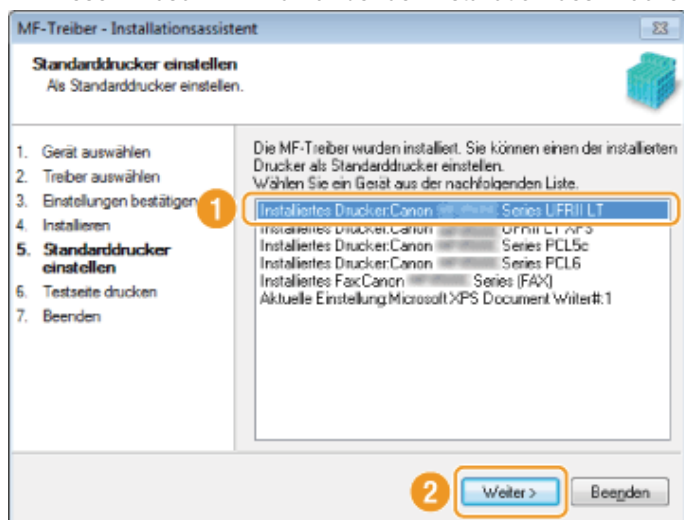 MF-Treiber - Installationsassistent
Standarddrucker einstellen
Als Standarddrucker einstellen.
1. Gerät auswählen
2. Treiber auswählen
3. Einstellungen bestätigen
4. Installieren
5. Standarddrucker
einstellen
6. Testseite drucken
7. Beenden
Die MF-Treiber wurden installiert. Sie können einen der installierten
Drucker als Standarddrucker einstellen.
Wählen Sie ein Gerät aus der nachfolgenden Liste.
1
Installiertes Drucker:Canon Series UFRII LT
Installiertes Drucker:Canon UFRII LT XPS
Installiertes Drucker:Canon Series PCL5c
Installiertes Drucker:Canon Series PCL6
Installiertes Fax:Canon Series (FAX)
Aktuelle Einstellung:Microsoft XPS Document Writer#:1
2
Weiter >
Beenden